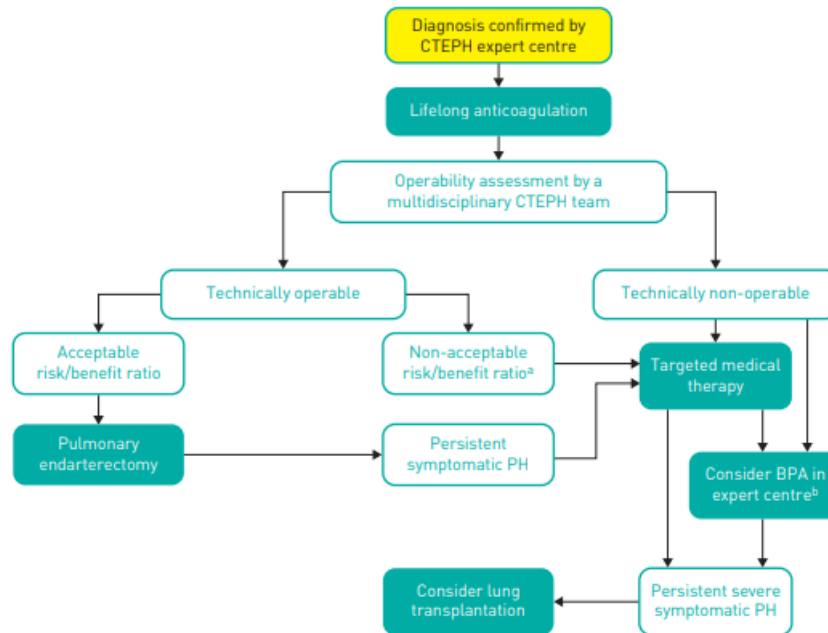 Diagnosis confirmed by
CTEPH expert centre
Lifelong anticoagulation
Operability assessment by a
multidisciplinary CTEPH team
Technically operable
Technically non-operable
Acceptable
risk/benefit ratio
Non-acceptable
risk/benefit ratioᵃ
Targeted medical
therapy
Pulmonary
endarterectomy
Persistent
symptomatic PH
Consider BPA in
expert centreᵇ
Consider lung
transplantation
Persistent severe
symptomatic PH